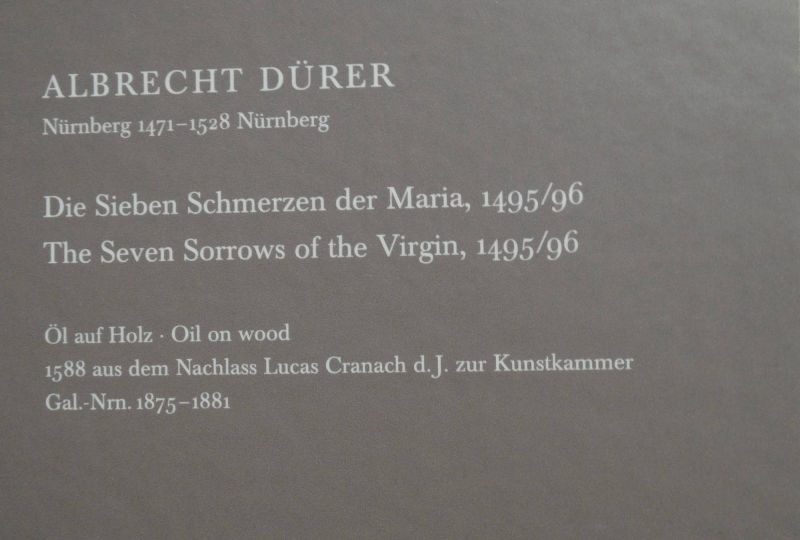 ALBRECHT DÜRER
Nürnberg 1471–1528 Nürnberg
Die Sieben Schmerzen der Maria, 1495/96
The Seven Sorrows of the Virgin, 1495/96
Öl auf Holz · Oil on wood
1588 aus dem Nachlass Lucas Cranach d. J. zur Kunstkammer
Gal.-Nrn. 1875–1881